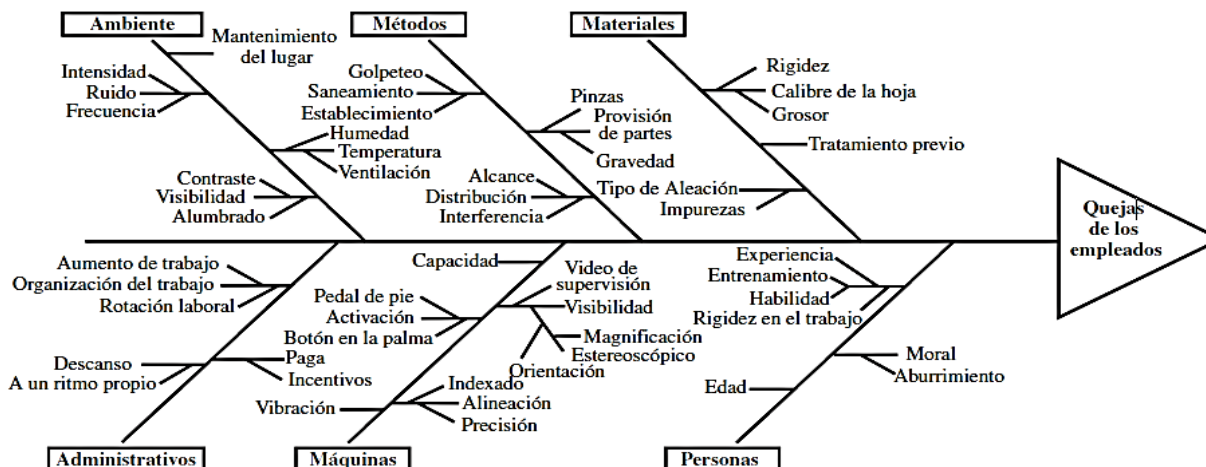 Ambiente
Métodos
Materiales
Mantenimiento
del lugar
Intensidad
Ruido
Frecuencia
Humedad
Temperatura
Ventilación
Contraste
Visibilidad
Alumbrado
Golpeteo
Saneamiento
Establecimiento
Pinzas
Provisión
de partes
Gravedad
Alcance
Distribución
Interferencia
Rigidez
Calibre de la hoja
Grosor
Tratamiento previo
Tipo de Aleación
Impurezas
Quejas
de los
empleados
Aumento de trabajo
Organización del trabajo
Rotación laboral
Descanso
A un ritmo propio
Paga
Incentivos
Capacidad
Video de
supervisión
Visibilidad
Pedal de pie
Activación
Botón en la palma
Magnificación
Estereoscópico
Orientación
Vibración
Indexado
Alineación
Precisión
Experiencia
Entrenamiento
Habilidad
Rigidez en el trabajo
Moral
Aburrimiento
Edad
Administrativos
Máquinas
Personas